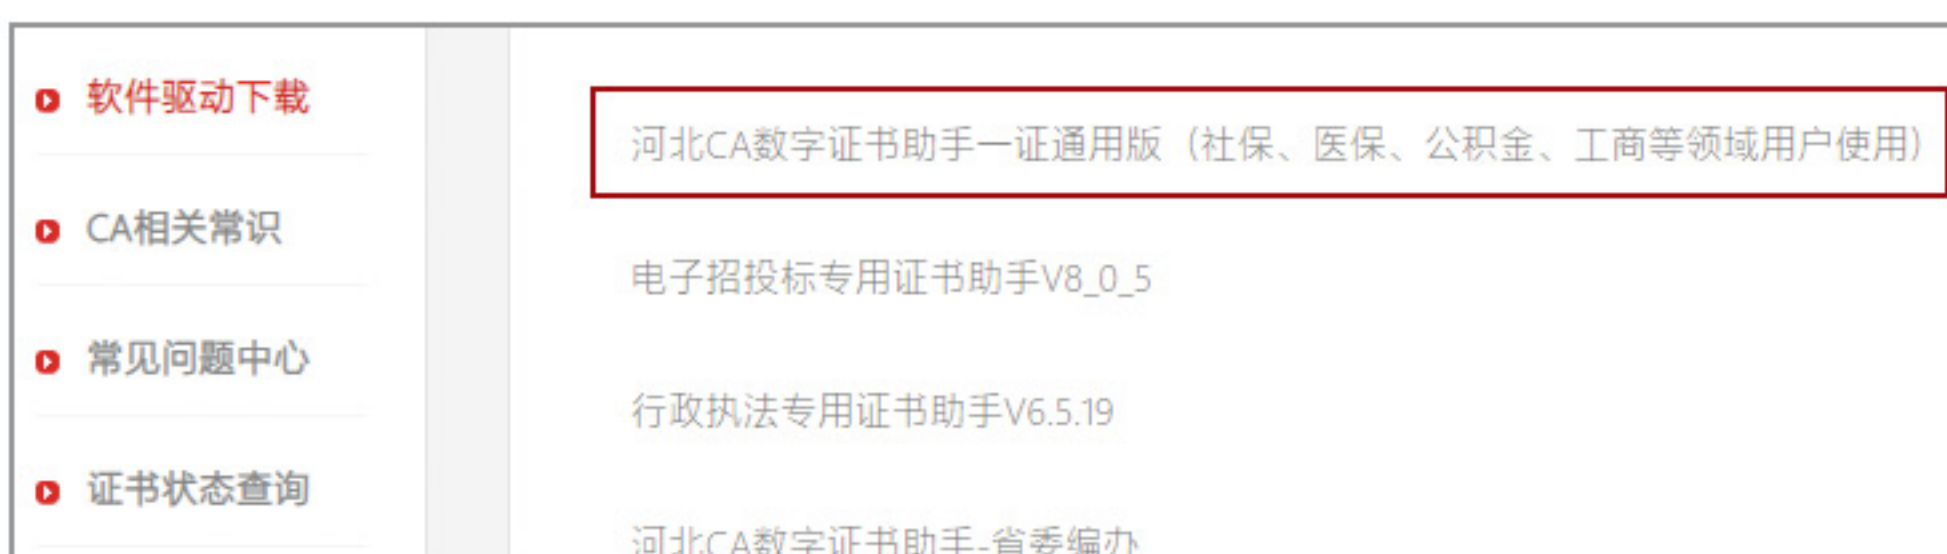 软件驱动下载
CA相关常识
常见问题中心
证书状态查询
河北CA数字证书助手一证通用版（社保、医保、公积金、工商等领域用户使用）
电子招投标专用证书助手V8_0_5
行政执法专用证书助手V6.5.19
河北CA数字证书助手-省委编办